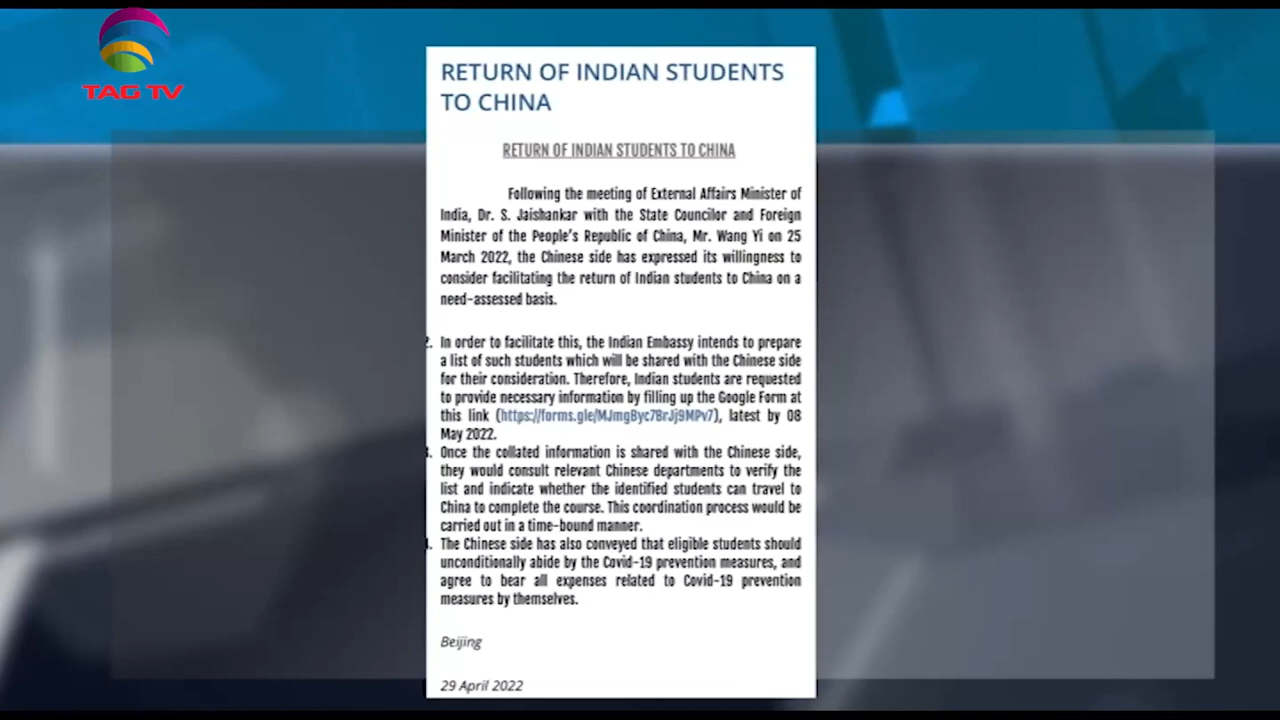 TAG TV
RETURN OF INDIAN STUDENTS
TO CHINA
RETURN OF INDIAN STUDENTS TO CHINA
Following the meeting of External Affairs Minister of
India, Dr. S. Jaishankar with the State Councilor and Foreign
Minister of the People's Republic of China, Mr. Wang Yi on 25
March 2022, the Chinese side has expressed its willingness to
consider facilitating the return of Indian students to China on a
need-assessed basis.
2. In order to facilitate this, the Indian Embassy intends to prepare
a list of such students which will be shared with the Chinese side
for their consideration. Therefore, Indian students are requested
to provide necessary information by filling up the Google Form at
this link (https://forms.gle/MJmgByc7BrJj9MPv7), latest by 08
May 2022.
3. Once the collated information is shared with the Chinese side,
they would consult relevant Chinese departments to verify the
list and indicate whether the identified students can travel to
China to complete the course. This coordination process would be
carried out in a time-bound manner.
The Chinese side has also conveyed that eligible students should
unconditionally abide by the Covid-19 prevention measures, and
agree to bear all expenses related to Covid-19 prevention
measures by themselves.
Beijing
29 April 2022